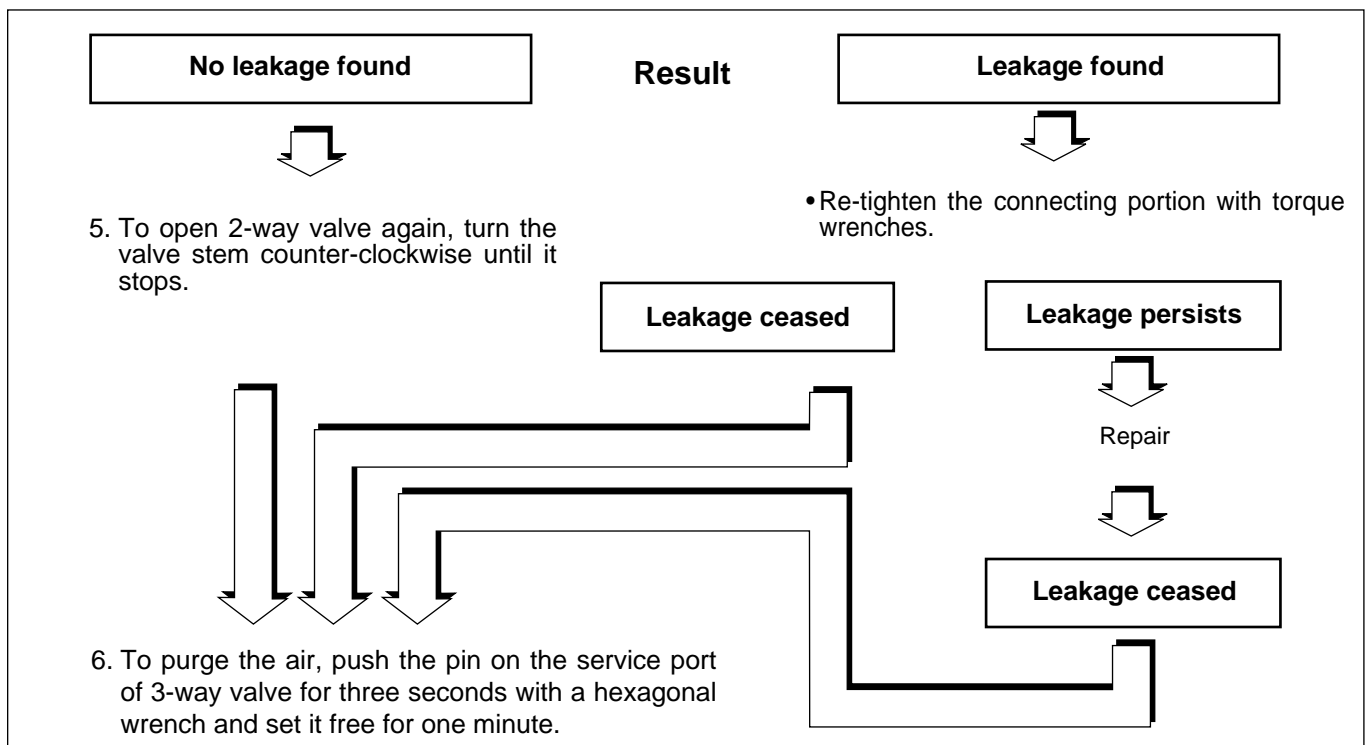 No leakage found
Result
Leakage found
5. To open 2-way valve again, turn the
valve stem counter-clockwise until it
stops.
•Re-tighten the connecting portion with torque
wrenches.
Leakage ceased
Leakage persists
Repair
Leakage ceased
6. To purge the air, push the pin on the service port
of 3-way valve for three seconds with a hexagonal
wrench and set it free for one minute.